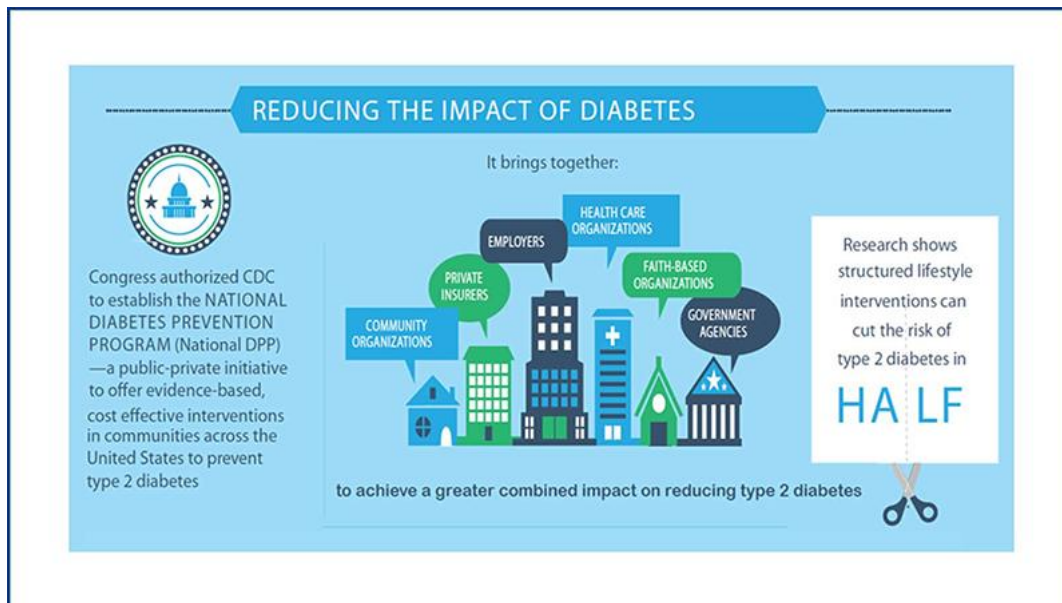 REDUCING THE IMPACT OF DIABETES
Congress authorized CDC
to establish the NATIONAL
DIABETES PREVENTION
PROGRAM (National DPP)
—a public-private initiative
to offer evidence-based,
cost effective interventions
in communities across the
United States to prevent
type 2 diabetes
It brings together:
COMMUNITY
ORGANIZATIONS
PRIVATE
INSURERS
EMPLOYERS
HEALTH CARE
ORGANIZATIONS
FAITH-BASED
ORGANIZATIONS
GOVERNMENT
AGENCIES
to achieve a greater combined impact on reducing type 2 diabetes
Research shows
structured lifestyle
interventions can
cut the risk of
type 2 diabetes in
HA LF